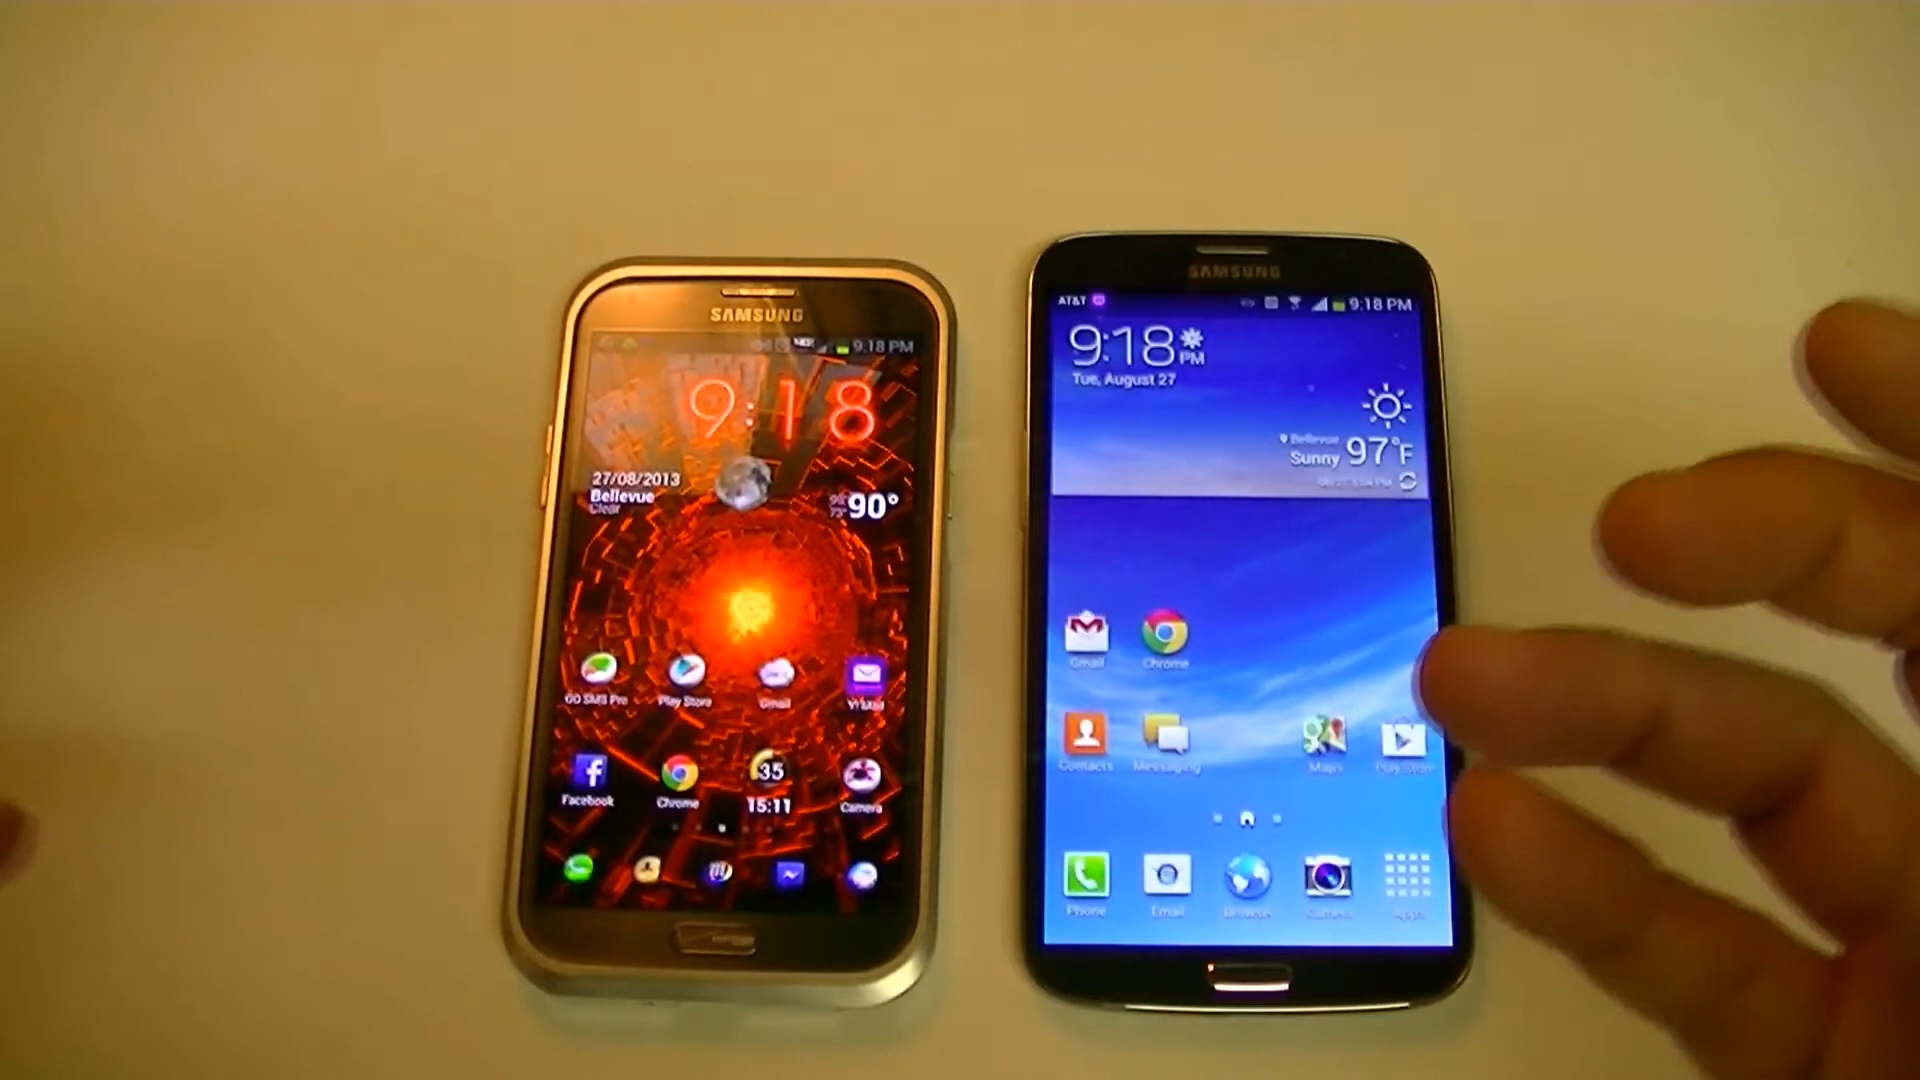 SAMSUNG
9:18 PM
9:18
27/08/2013
Bellevue
Clear
90°
GO SMS Pro
Play Store
Gmail
Y! Mail
Facebook
Chrome
35
15:11
Camera
SAMSUNG
AT&T
9:18 PM
9:18 PM
Tue, August 27
Bellevue
Sunny
97°F
Gmail
Chrome
Contacts
Messaging
Maps
Play Store
Phone
Email
Browser
Camera
Apps